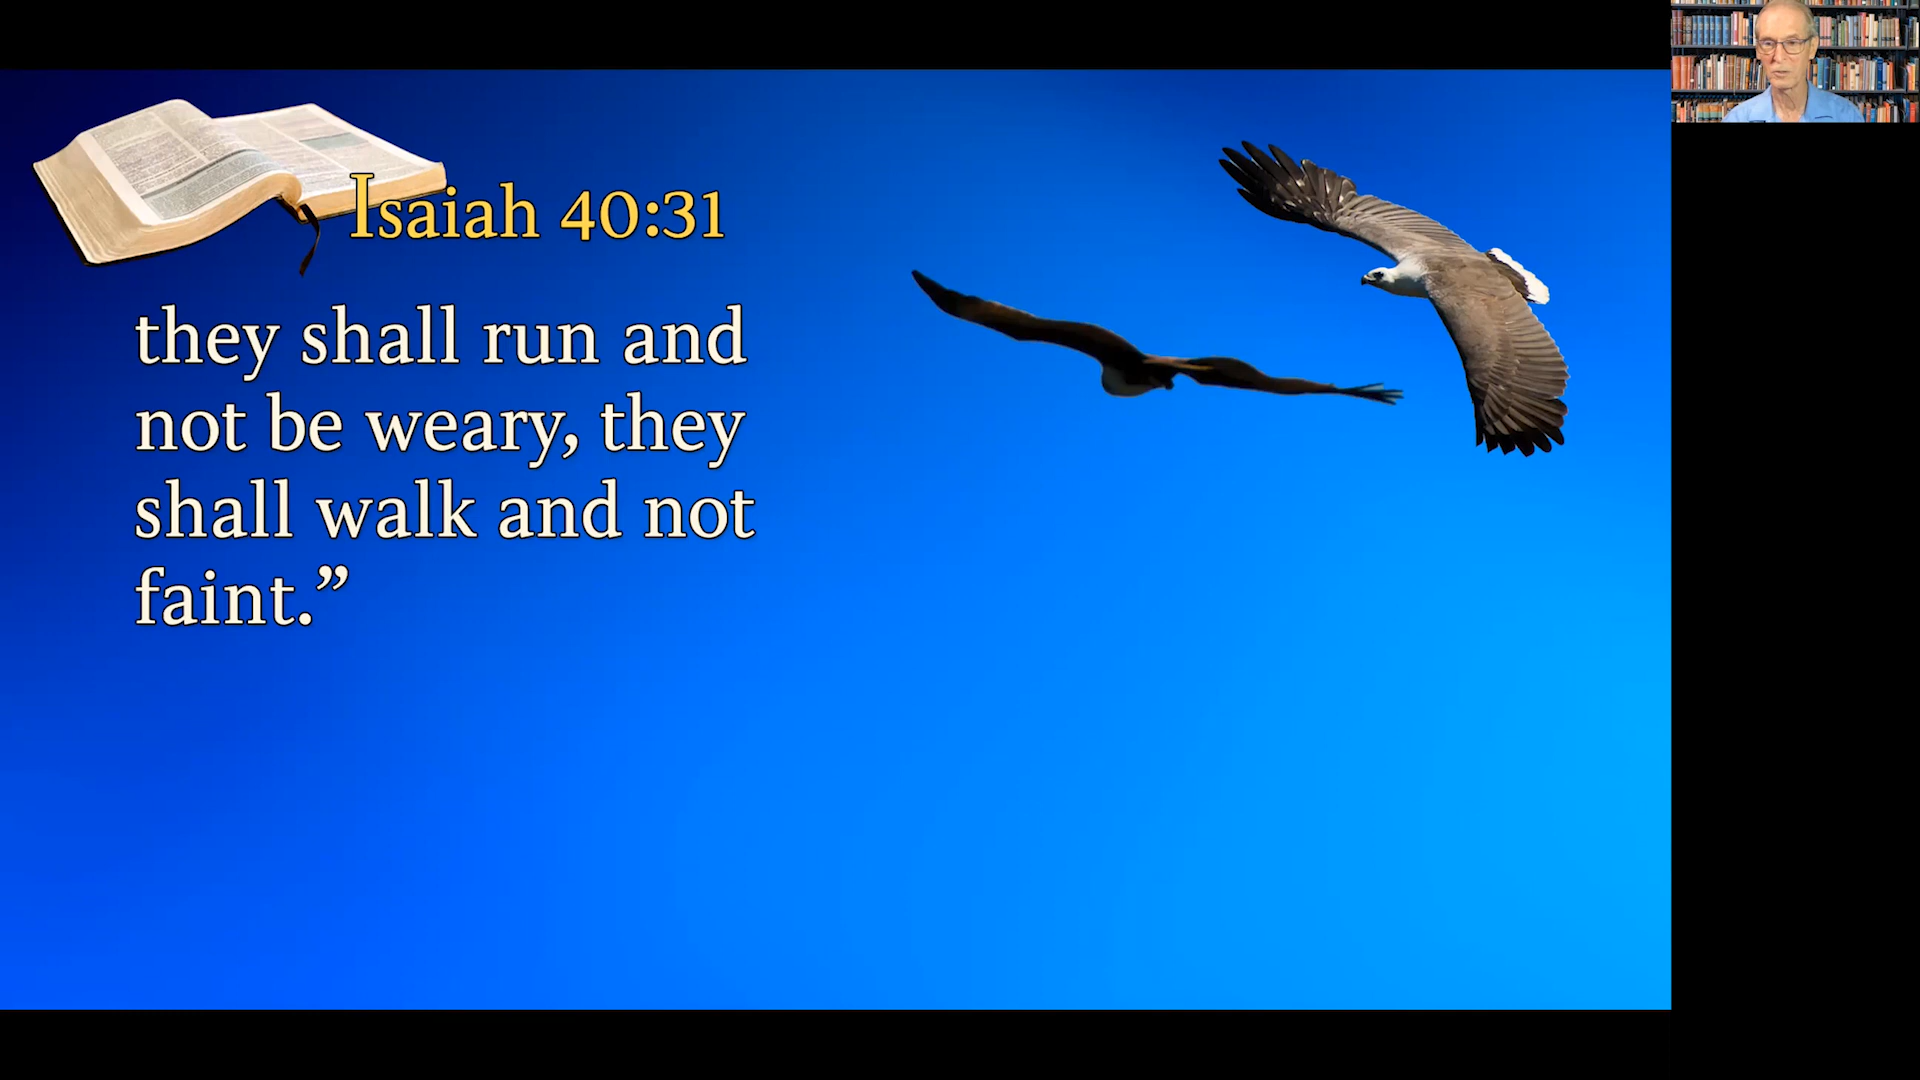 Isaiah 40:31
they shall run and
not be weary, they
shall walk and not
faint.”